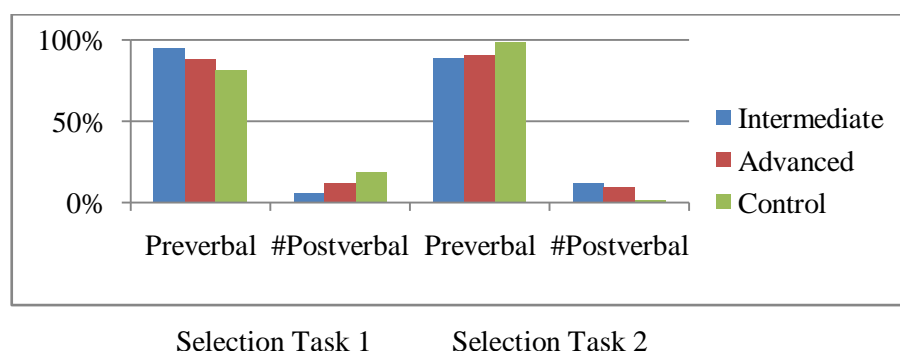 100%
50%
0%
Preverbal #Postverbal Preverbal #Postverbal
Intermediate
Advanced
Control
Selection Task 1 Selection Task 2